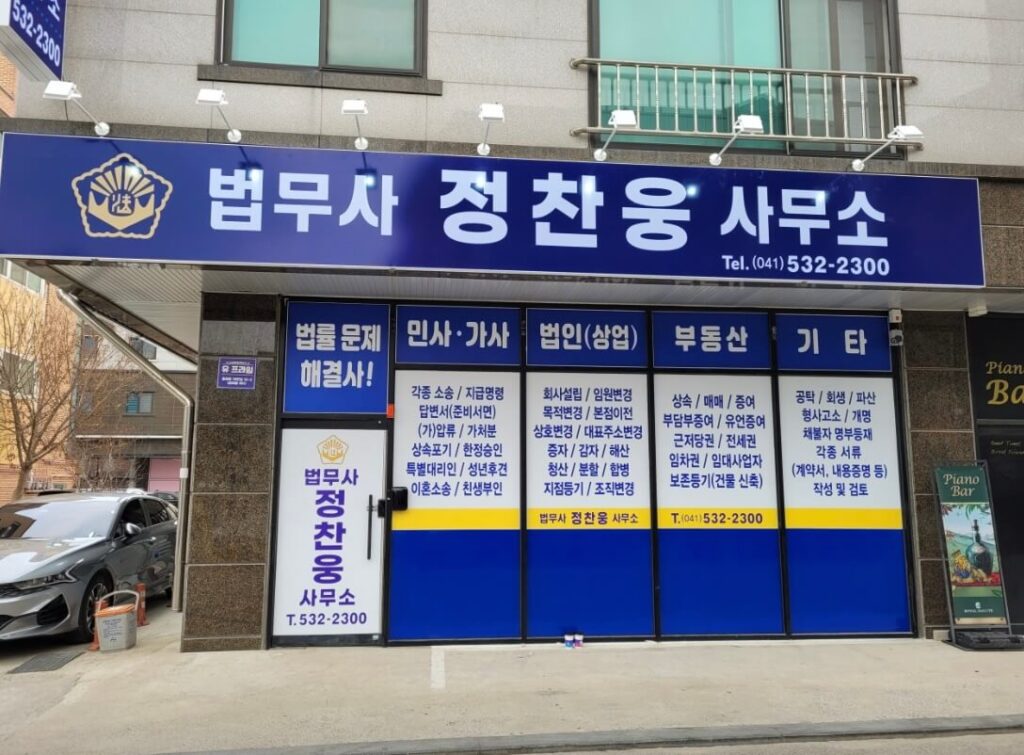 소
532-2300
법무사 정찬웅 사무소
Tel. (041) 532-2300
법률 문제
해결사!
민사·가사
각종 소송 / 지급명령
답변서(준비서면)
(가)압류 / 가처분
상속포기 / 한정승인
특별대리인 / 성년후견
이혼소송 / 친생부인
법인(상업)
회사설립 / 임원변경
목적변경 / 본점이전
상호변경 / 대표주소변경
증자 / 감자 / 해산
청산 / 분할 / 합병
지점등기 / 조직변경
법무사 정찬웅 사무소
부동산
상속 / 매매 / 증여
부담부증여 / 유언증여
근저당권 / 전세권
임차권 / 임대사업자
보존등기(건물 신축)
T.(041)532-2300
기 타
공탁 / 회생 / 파산
형사고소 / 개명
채불자 명부등재
각종 서류
(계약서, 내용증명 등)
작성 및 검토
유 프라임
법무사
정찬웅
사무소
T.532-2300
Piano
Bar